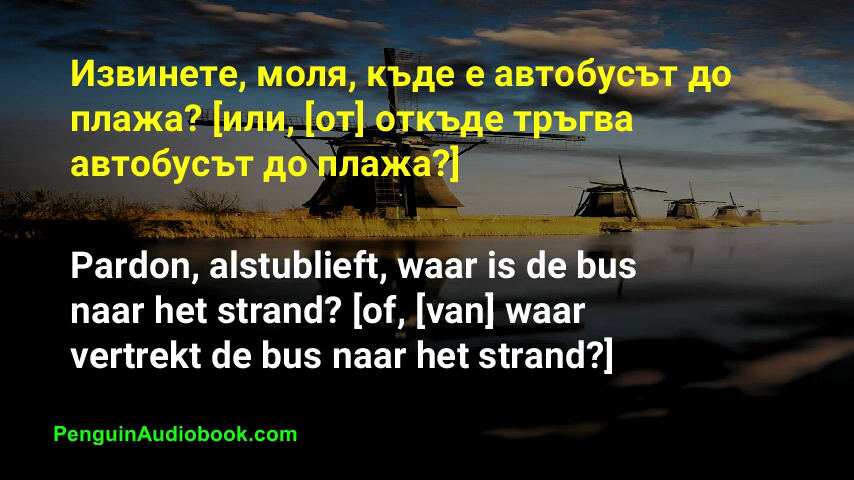 Извинете, моля, къде е автобусът до
плажа? [или, [от] откъде тръгва
автобусът до плажа?]
Pardon, alstublieft, waar is de bus
naar het strand? [of, [van] waar
vertrekt de bus naar het strand?]
PenguinAudiobook.com